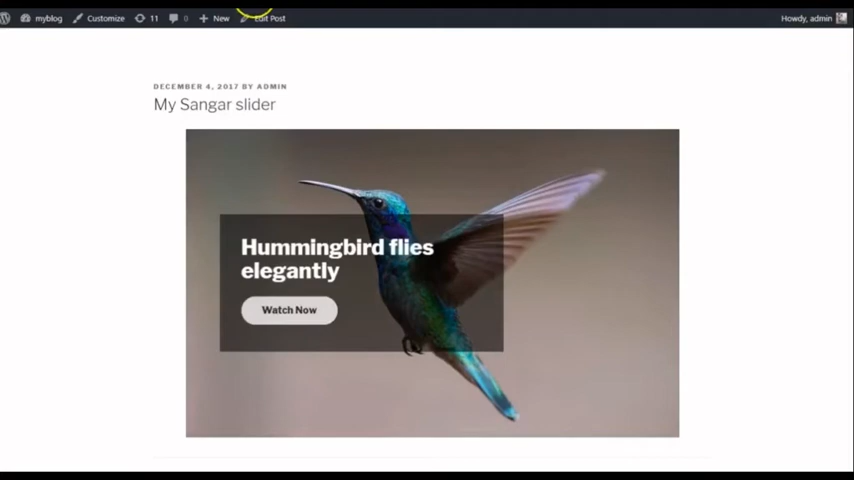 myblog Customize 11 0 New Edit Post Howdy, admin
DECEMBER 4, 2017 BY ADMIN
My Sangar slider
Hummingbird flies
elegantly
Watch Now